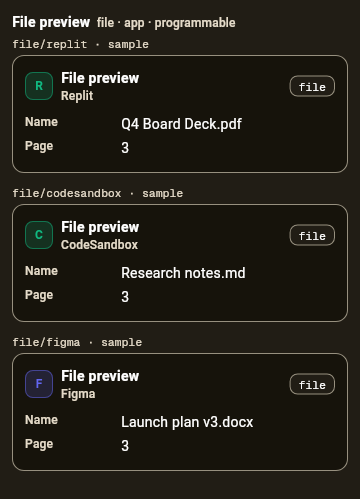 File preview file · app · programmable
file/replit · sample
R File preview file
Replit
Name Q4 Board Deck.pdf
Page 3
file/codesandbox · sample
C File preview file
CodeSandbox
Name Research notes.md
Page 3
file/figma · sample
F File preview file
Figma
Name Launch plan v3.docx
Page 3